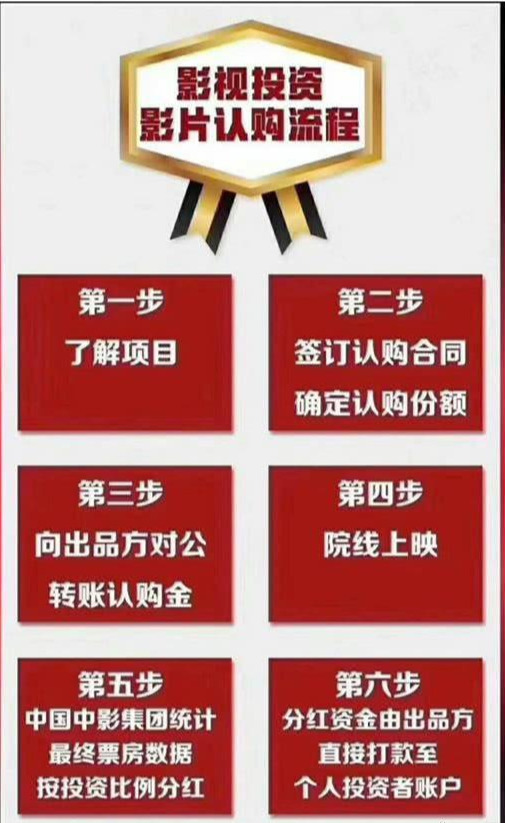 影视投资
影片认购流程
第一步
了解项目
第二步
签订认购合同
确定认购份额
第三步
向出品方对公
转账认购金
第四步
院线上映
第五步
中国中影集团统计
最终票房数据
按投资比例分红
第六步
分红资金由出品方
直接打款至
个人投资者账户